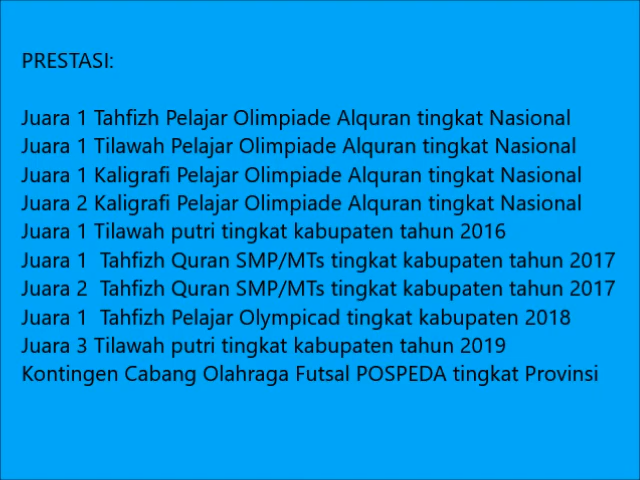 PRESTASI:
Juara 1 Tahfizh Pelajar Olimpiade Alquran tingkat Nasional
Juara 1 Tilawah Pelajar Olimpiade Alquran tingkat Nasional
Juara 1 Kaligrafi Pelajar Olimpiade Alquran tingkat Nasional
Juara 2 Kaligrafi Pelajar Olimpiade Alquran tingkat Nasional
Juara 1 Tilawah putri tingkat kabupaten tahun 2016
Juara 1  Tahfizh Quran SMP/MTs tingkat kabupaten tahun 2017
Juara 2  Tahfizh Quran SMP/MTs tingkat kabupaten tahun 2017
Juara 1  Tahfizh Pelajar Olympicad tingkat kabupaten 2018
Juara 3 Tilawah putri tingkat kabupaten tahun 2019
Kontingen Cabang Olahraga Futsal POSPEDA tingkat Provinsi